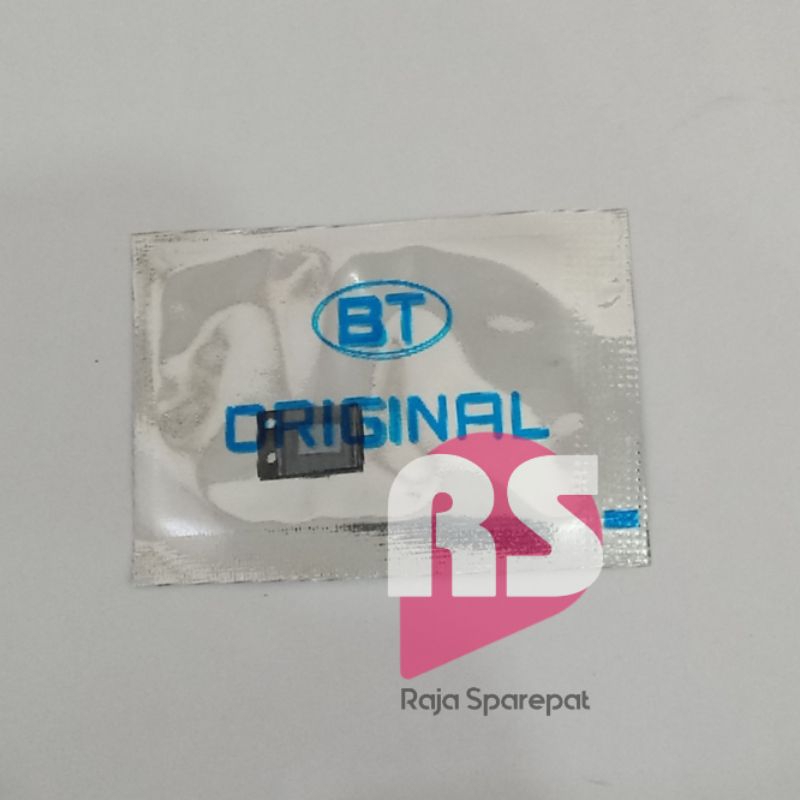 BT
ORIGINAL
RS
Raja Sparepat